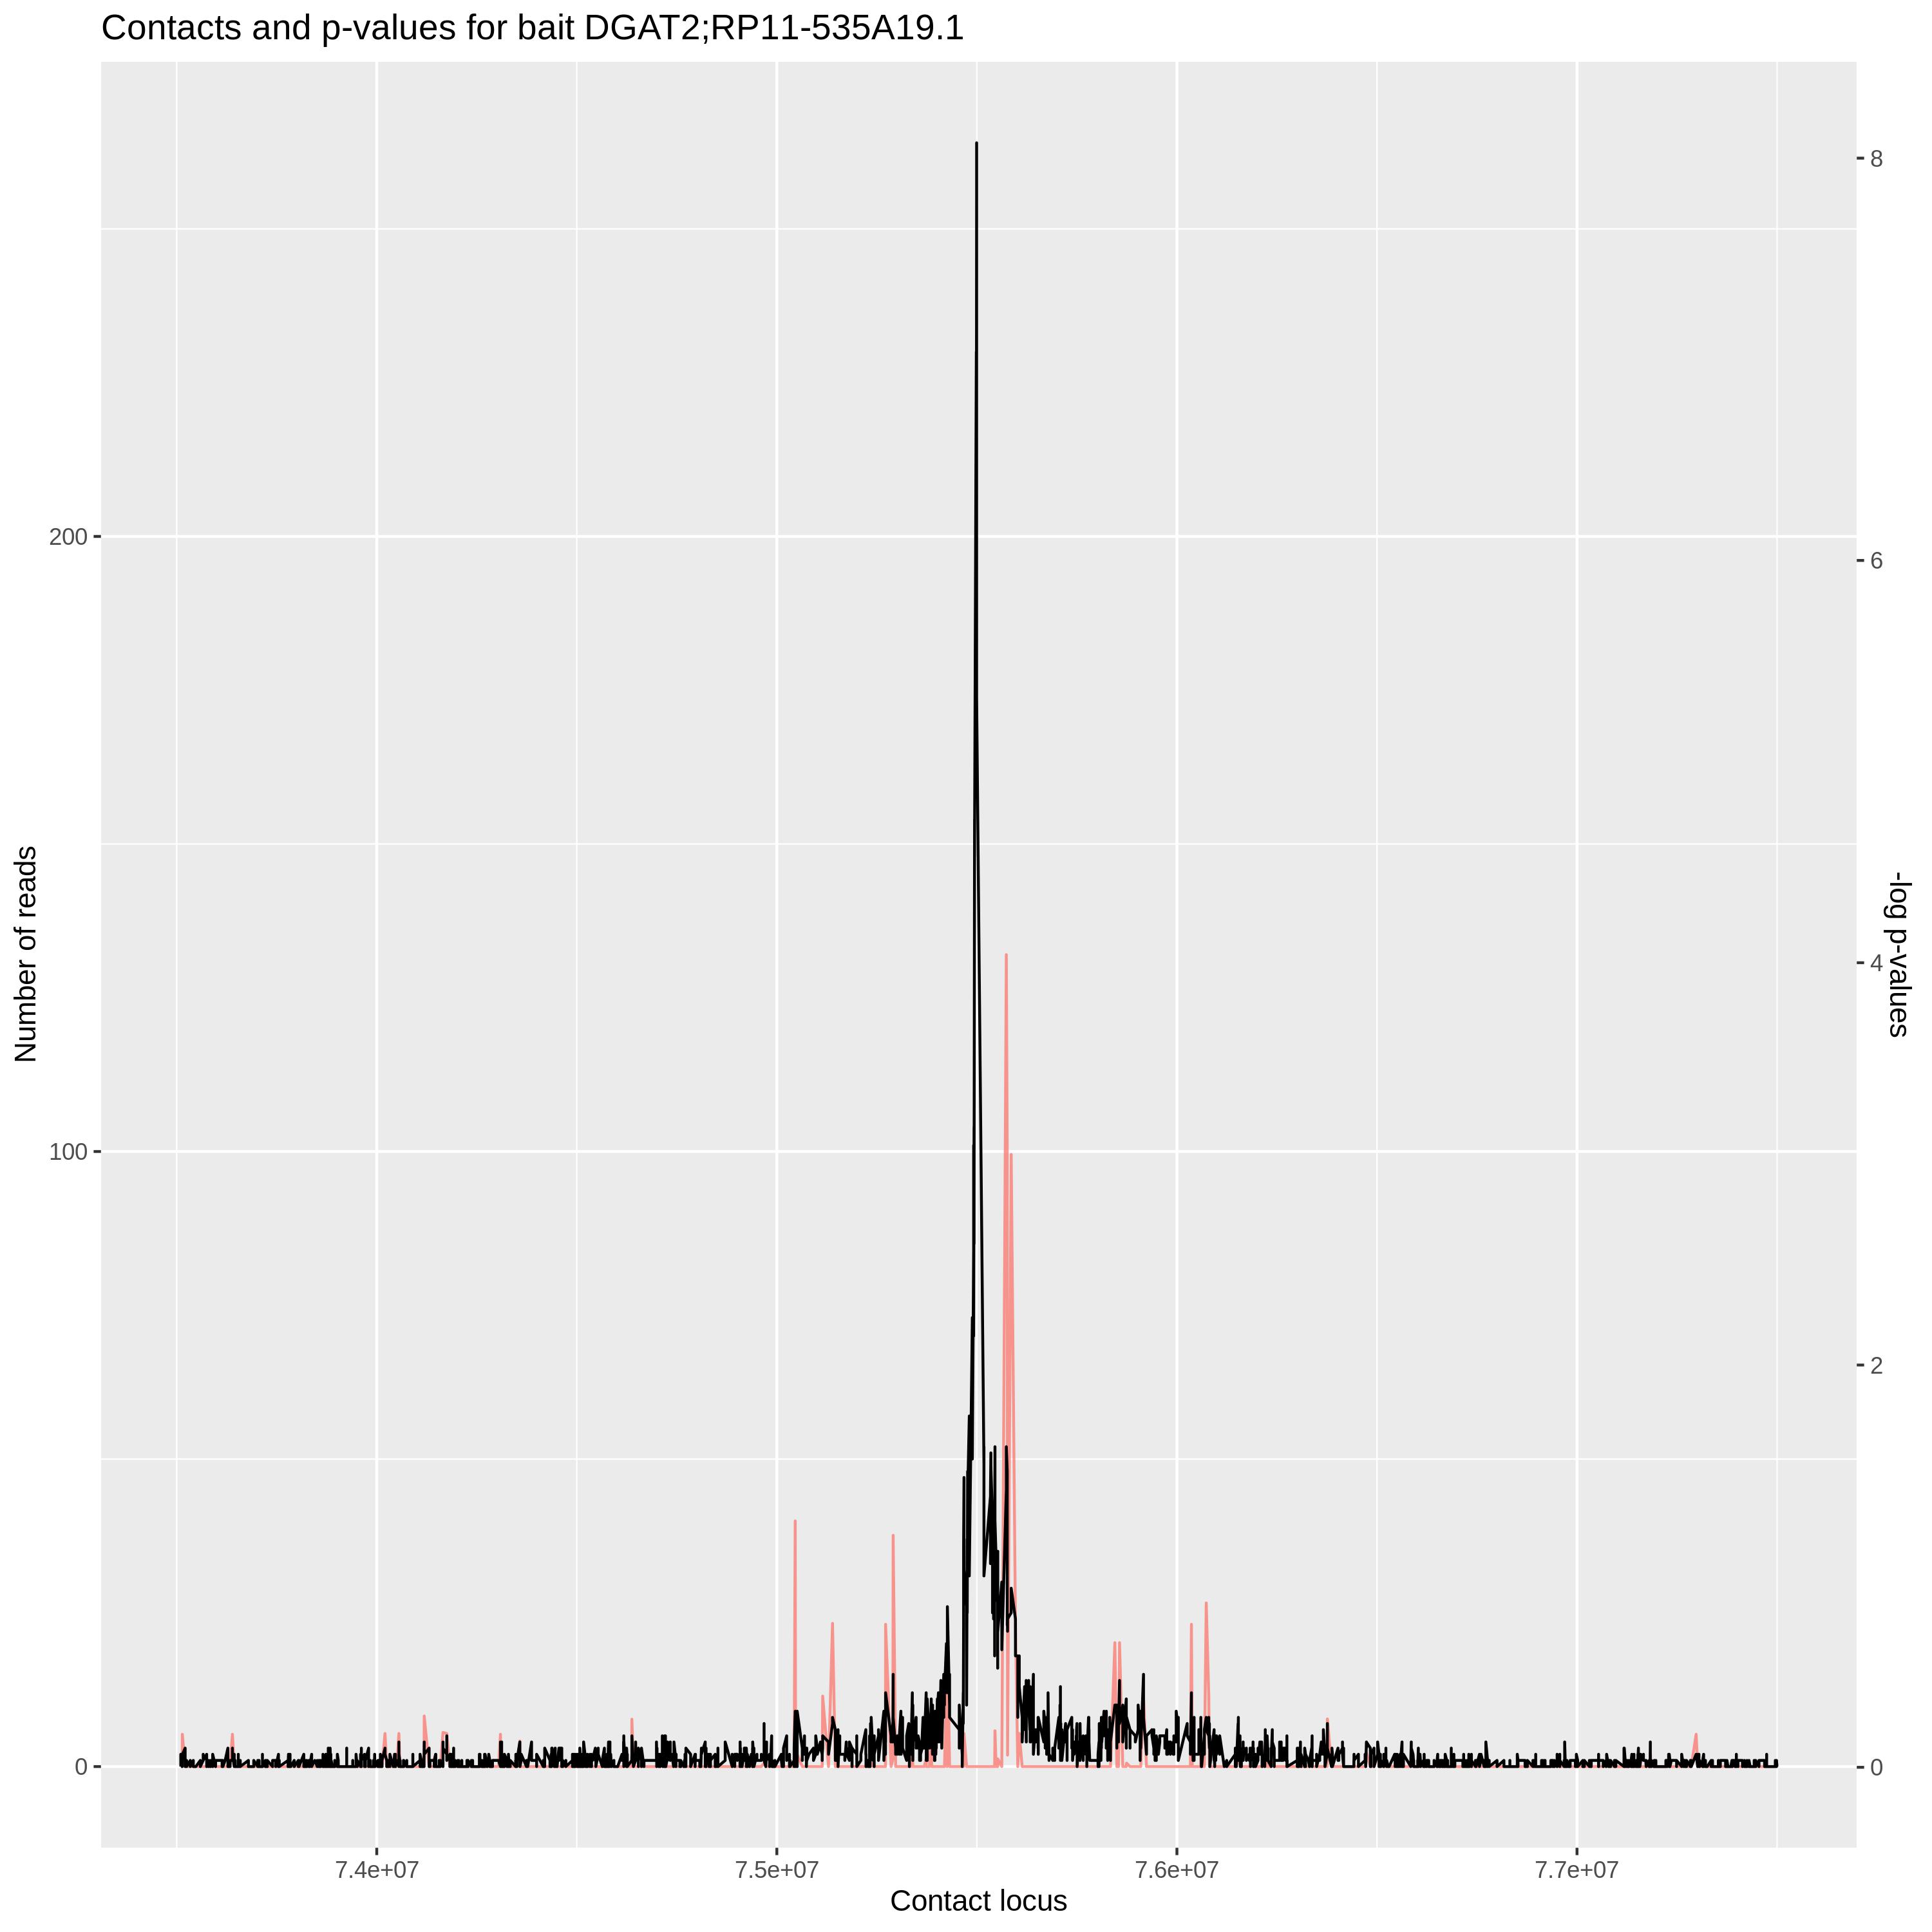 Contacts and p-values for bait DGAT2;RP11-535A19.1
Number of reads
200
100
0
8
6
4
2
0
-log p-values
7.4e+07 7.5e+07 7.6e+07 7.7e+07
Contact locus